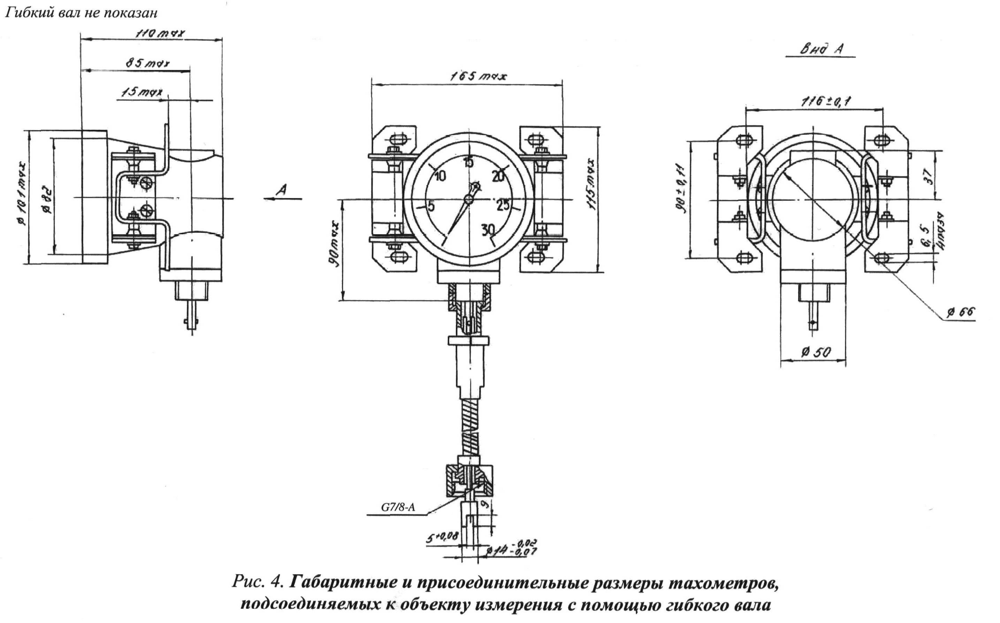 Гибкий вал не показан
110 max
85 max
15 max
⌀ 101 max
⌀ 82
А
165 max
10
15
20
5
25
30
90 max
115 max
G7/8-A
9
5+0,08
⌀14 -0,02
-0,07
Вид А
116±0,1
90±0,11
37
6,5
4паза
⌀ 66
⌀ 50
Рис. 4. Габаритные и присоединительные размеры тахометров,
подсоединяемых к объекту измерения с помощью гибкого вала